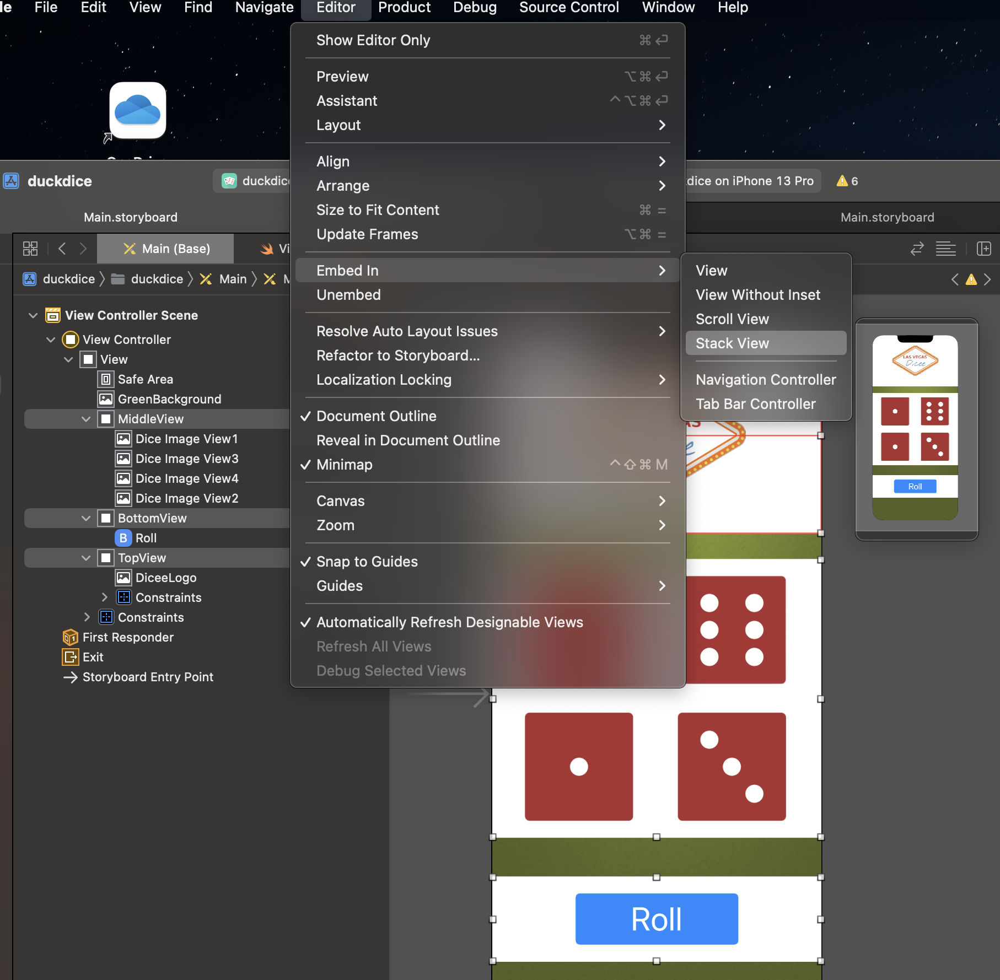 File Edit View Find Navigate Editor Product Debug Source Control Window Help
Show Editor Only ⌘ ↩
Preview ⌥ ⌘ ↩
Assistant ^ ⌥ ⌘ ↩
Layout
Align
Arrange
Size to Fit Content ⌘ =
Update Frames ⌥ ⌘ =
Embed In
Unembed
Resolve Auto Layout Issues
Refactor to Storyboard...
Localization Locking
✓ Document Outline
Reveal in Document Outline
✓ Minimap ^ ⇧ ⌘ M
Canvas
Zoom
✓ Snap to Guides
Guides
✓ Automatically Refresh Designable Views
Refresh All Views
Debug Selected Views
View
View Without Inset
Scroll View
Stack View
Navigation Controller
Tab Bar Controller
duckdice
on iPhone 13 Pro
6
Main.storyboard
Main.storyboard
Main (Base)
duckdice
duckdice
Main
View Controller Scene
View Controller
View
Safe Area
GreenBackground
MiddleView
Dice Image View1
Dice Image View3
Dice Image View4
Dice Image View2
BottomView
B Roll
TopView
DiceeLogo
Constraints
Constraints
First Responder
Exit
Storyboard Entry Point
LAS VEGAS
Dicee
Roll
Roll